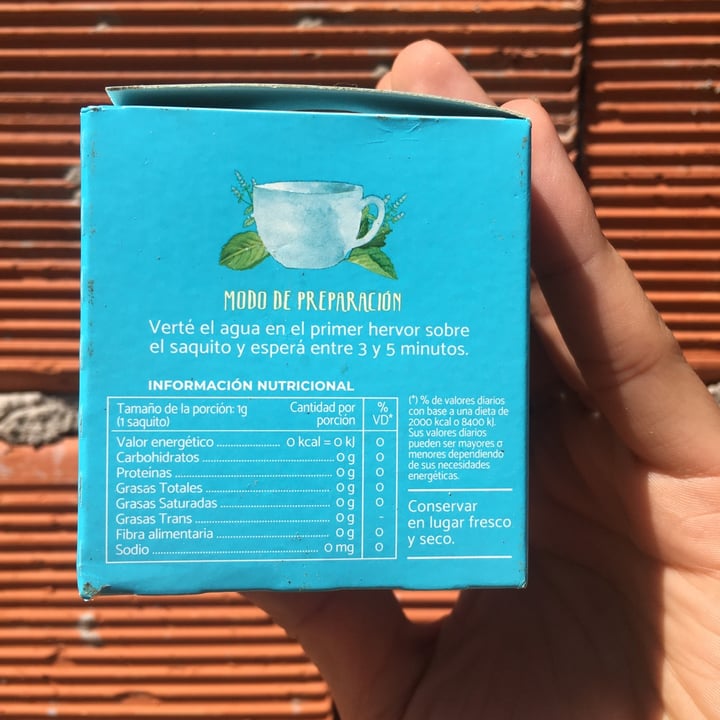 MODO DE PREPARACIÓN
Verté el agua en el primer hervor sobre
el saquito y esperá entre 3 y 5 minutos.
INFORMACIÓN NUTRICIONAL
Tamaño de la porción: 1g
(1 saquito)
Cantidad por
porción
%
VD*
Valor energético ............... 0 kcal = 0 kJ 0
Carbohidratos ............... 0 g 0
Proteínas ............... 0 g 0
Grasas Totales ............... 0 g 0
Grasas Saturadas ............... 0 g 0
Grasas Trans ............... 0 g -
Fibra alimentaria ............... 0 g 0
Sodio ............... 0 mg 0
(*) % de valores diarios
con base a una dieta de
2000 kcal o 8400 kJ.
Sus valores diarios
pueden ser mayores o
menores dependiendo
de sus necesidades
energéticas.
Conservar
en lugar fresco
y seco.